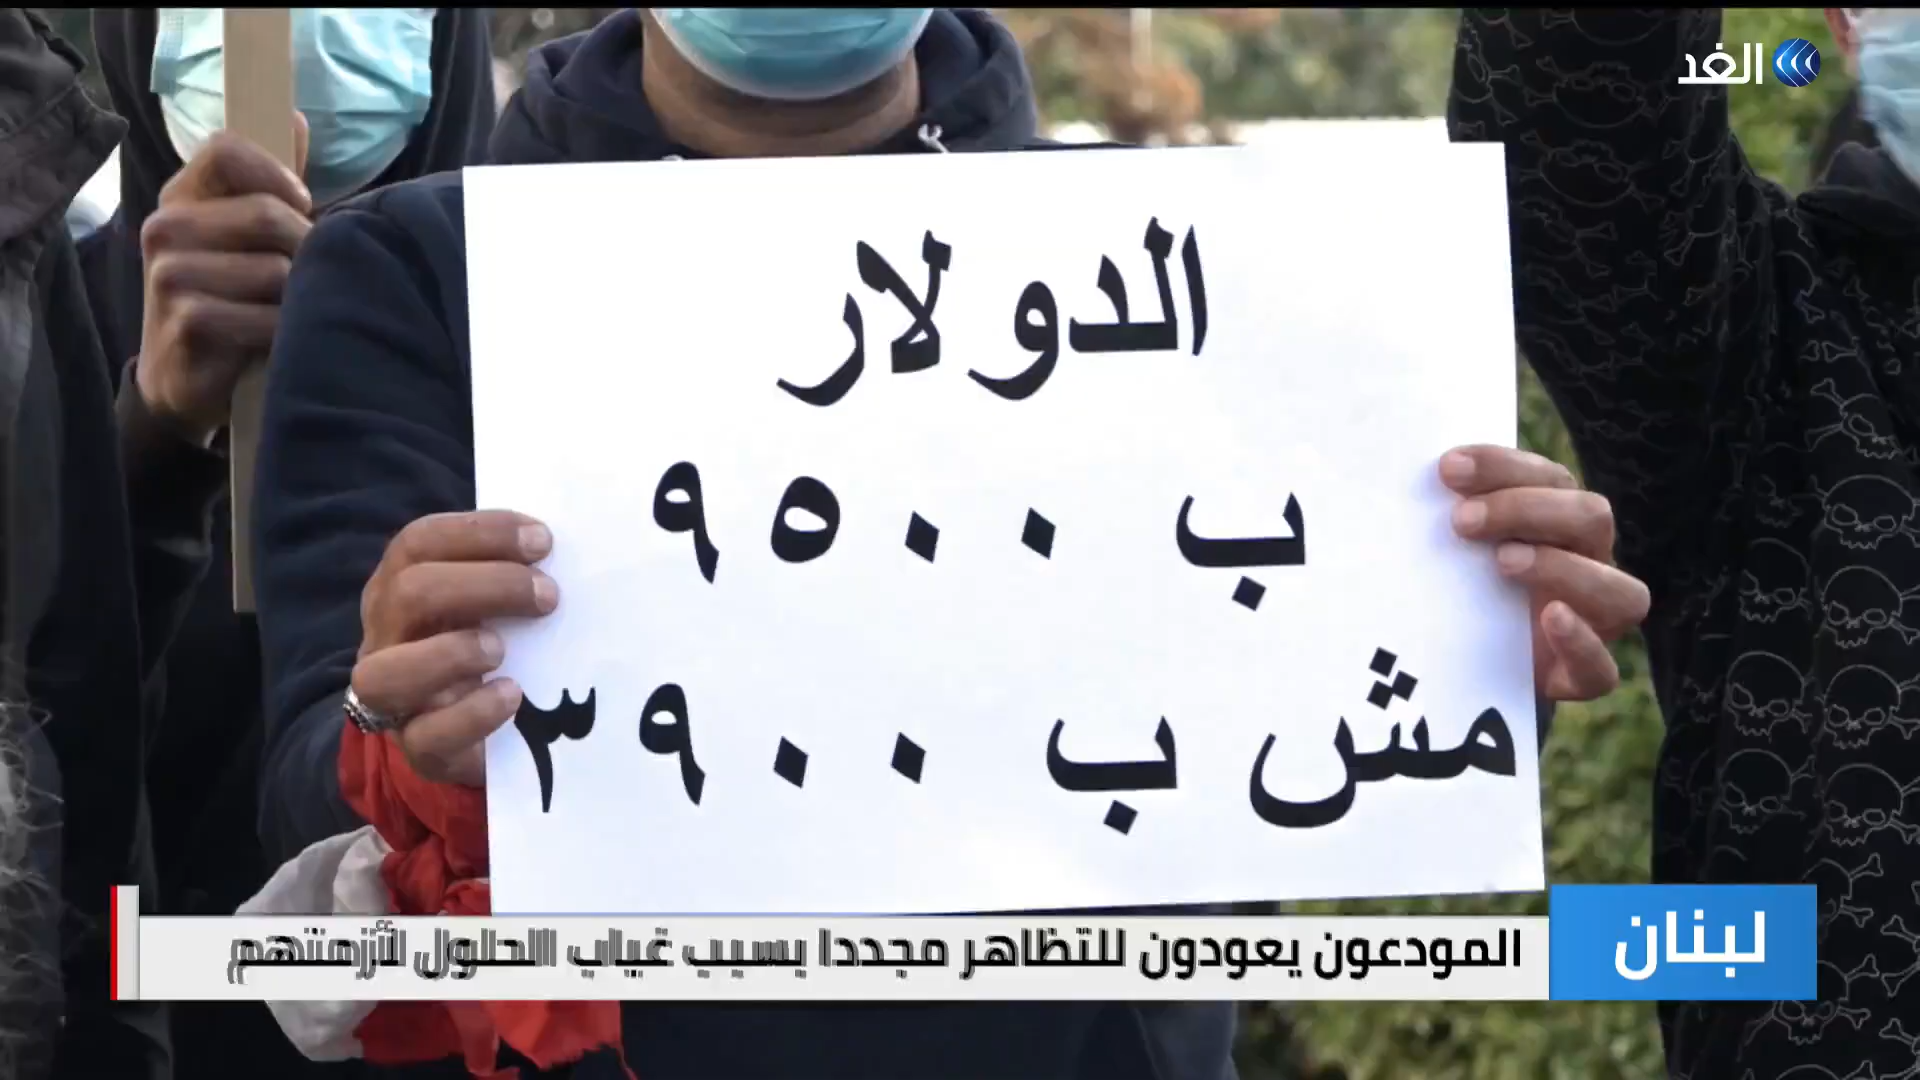 الغد
الدولار
ب ٩٥٠٠
مش ب ٣٩٠٠
لبنان
المودعون يعودون للتظاهر مجددا بسبب غياب الحلول لأزمتهم